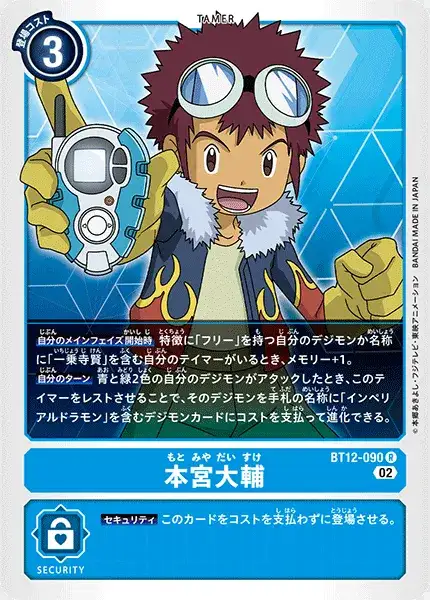 TAMER
登場コスト
3
BANDAI MADE IN JAPAN
©本郷あきよし・フジテレビ・東映アニメーション
自分のメインフェイズ開始時 特徴に「フリー」を持つ自分のデジモンか名称
に「一乗寺賢」を含む自分のテイマーがいるとき、メモリー+1。
自分のターン 青と緑2色の自分のデジモンがアタックしたとき、このテ
イマーをレストさせることで、そのデジモンを手札の名称に「インペリ
アルドラモン」を含むデジモンカードにコストを支払って進化できる。
もとみやだいすけ
本宮大輔
BT12-090 R
02
セキュリティ このカードをコストを支払わずに登場させる。
SECURITY